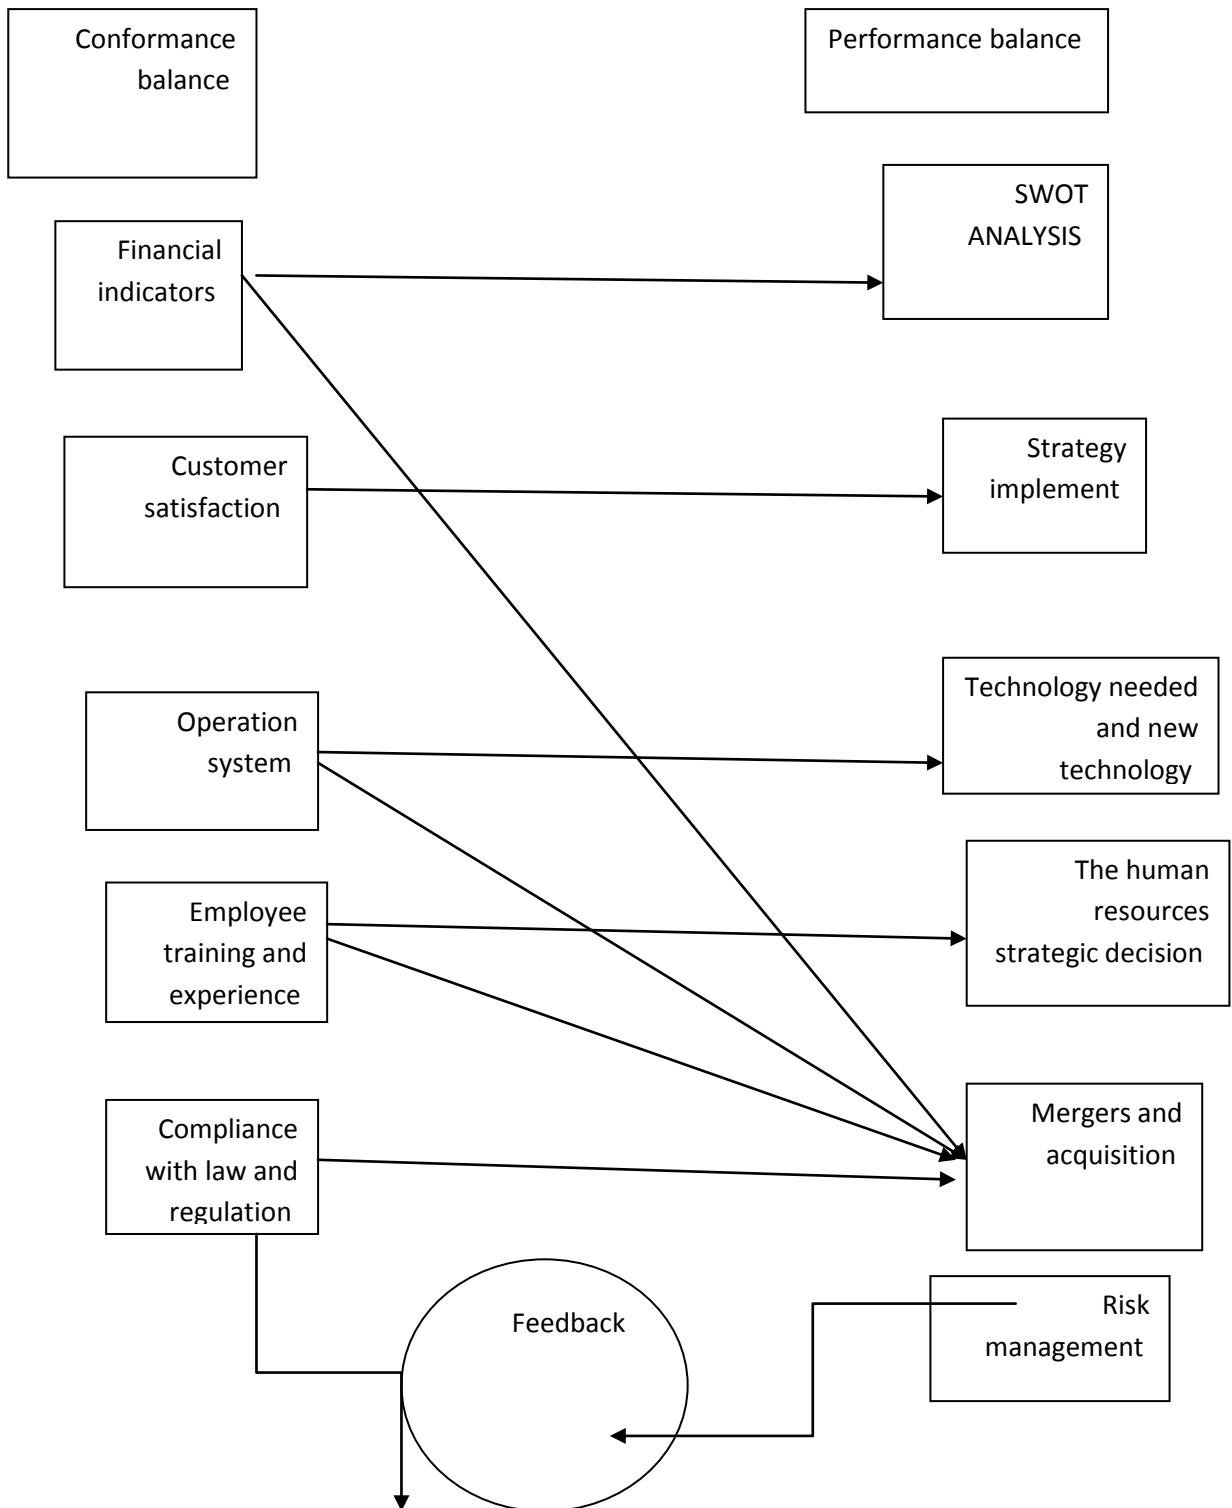 Conformance
balance
Performance balance
SWOT
ANALYSIS
Financial
indicators
Customer
satisfaction
Strategy
implement
Operation
system
Technology needed
and new
technology
Employee
training and
experience
The human
resources
strategic decision
Compliance
with law and
regulation
Mergers and
acquisition
Feedback
Risk
management